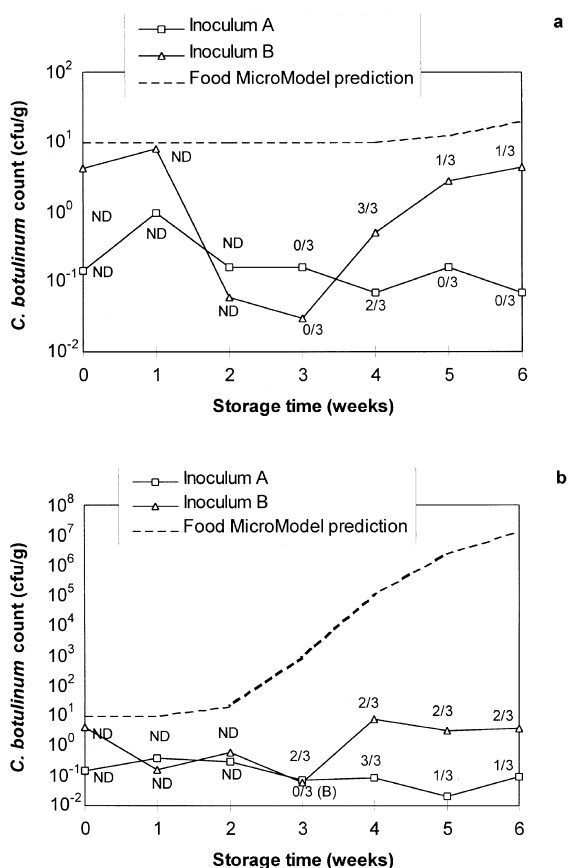 a
Inoculum A
Inoculum B
Food MicroModel prediction
C. botulinum count (cfu/g)
10²
10¹
10⁰
10⁻¹
10⁻²
ND
1/3
1/3
ND
3/3
ND
ND
0/3
ND
ND
0/3
2/3
0/3
0/3
0 1 2 3 4 5 6
Storage time (weeks)
b
Inoculum A
Inoculum B
Food MicroModel prediction
C. botulinum count (cfu/g)
10⁸
10⁷
10⁶
10⁵
10⁴
10³
10²
10¹
10⁰
10⁻¹
10⁻²
2/3
2/3
2/3
ND
ND
ND
2/3
3/3
1/3
1/3
ND
ND
ND
0/3 (B)
0 1 2 3 4 5 6
Storage time (weeks)